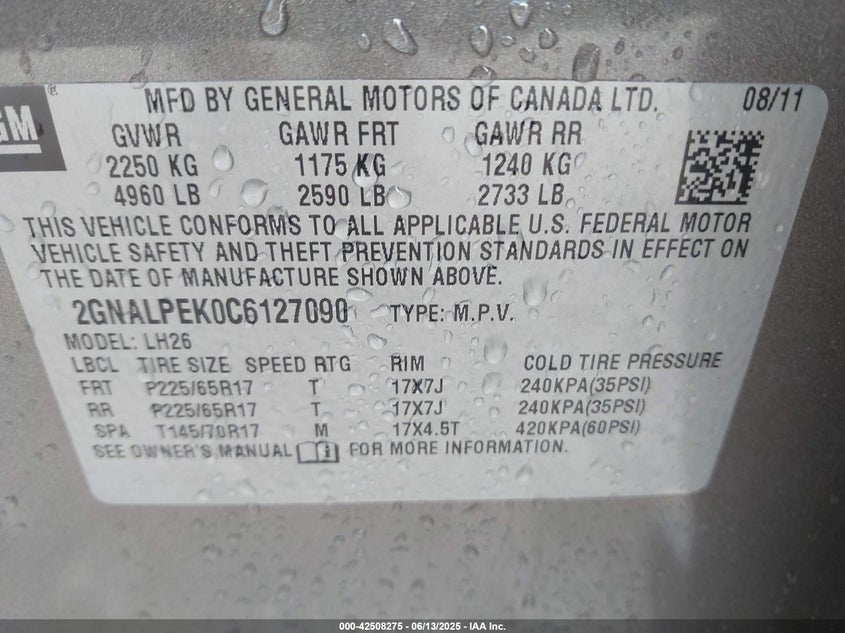 GM
®
MFD BY GENERAL MOTORS OF CANADA LTD. 08/11
GVWR GAWR FRT GAWR RR
2250 KG 1175 KG 1240 KG
4960 LB 2590 LB 2733 LB
THIS VEHICLE CONFORMS TO ALL APPLICABLE U.S. FEDERAL MOTOR
VEHICLE SAFETY AND THEFT PREVENTION STANDARDS IN EFFECT ON
THE DATE OF MANUFACTURE SHOWN ABOVE.
2GNALPEK0C6127090 TYPE: M.P.V.
MODEL: LH26
LBCL TIRE SIZE SPEED RTG RIM COLD TIRE PRESSURE
FRT P225/65R17 T 17X7J 240KPA(35PSI)
RR P225/65R17 T 17X7J 240KPA(35PSI)
SPA T145/70R17 M 17X4.5T 420KPA(60PSI)
SEE OWNER'S MANUAL FOR MORE INFORMATION.
000-42508275 - 06/13/2025 - IAA Inc.